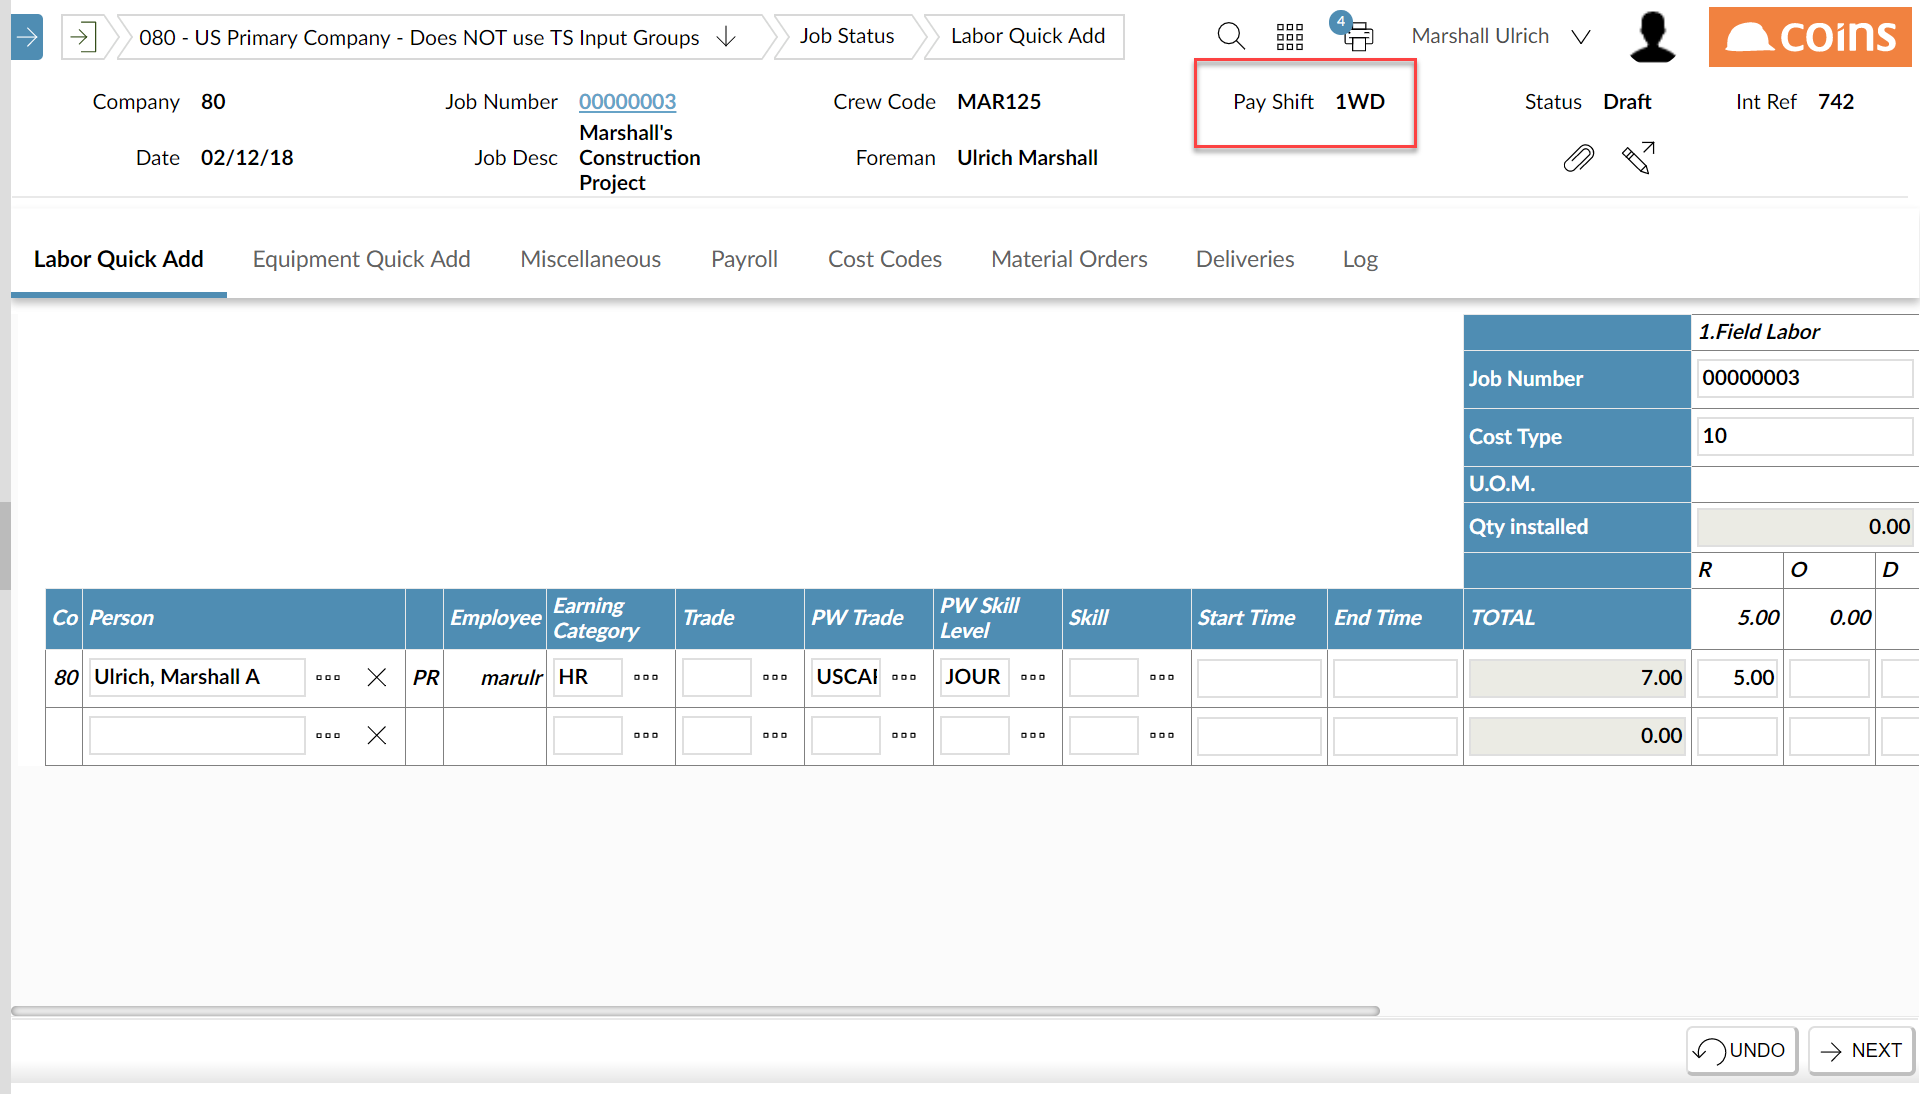 080 - US Primary Company - Does NOT use TS Input Groups
Job Status
Labor Quick Add
4
Marshall Ulrich
coins
Company 80
Job Number 00000003
Crew Code MAR125
Pay Shift 1WD
Status Draft
Int Ref 742
Date 02/12/18
Job Desc Marshall's
Construction
Project
Foreman Ulrich Marshall
Labor Quick Add
Equipment Quick Add
Miscellaneous
Payroll
Cost Codes
Material Orders
Deliveries
Log
1.Field Labor
Job Number 00000003
Cost Type 10
U.O.M.
Qty installed 0.00
R O D
Co Person Employee Earning Category Trade PW Trade PW Skill Level Skill Start Time End Time TOTAL 5.00 0.00
80 Ulrich, Marshall A PR marulr HR USCA JOUR 7.00 5.00
0.00
UNDO
NEXT